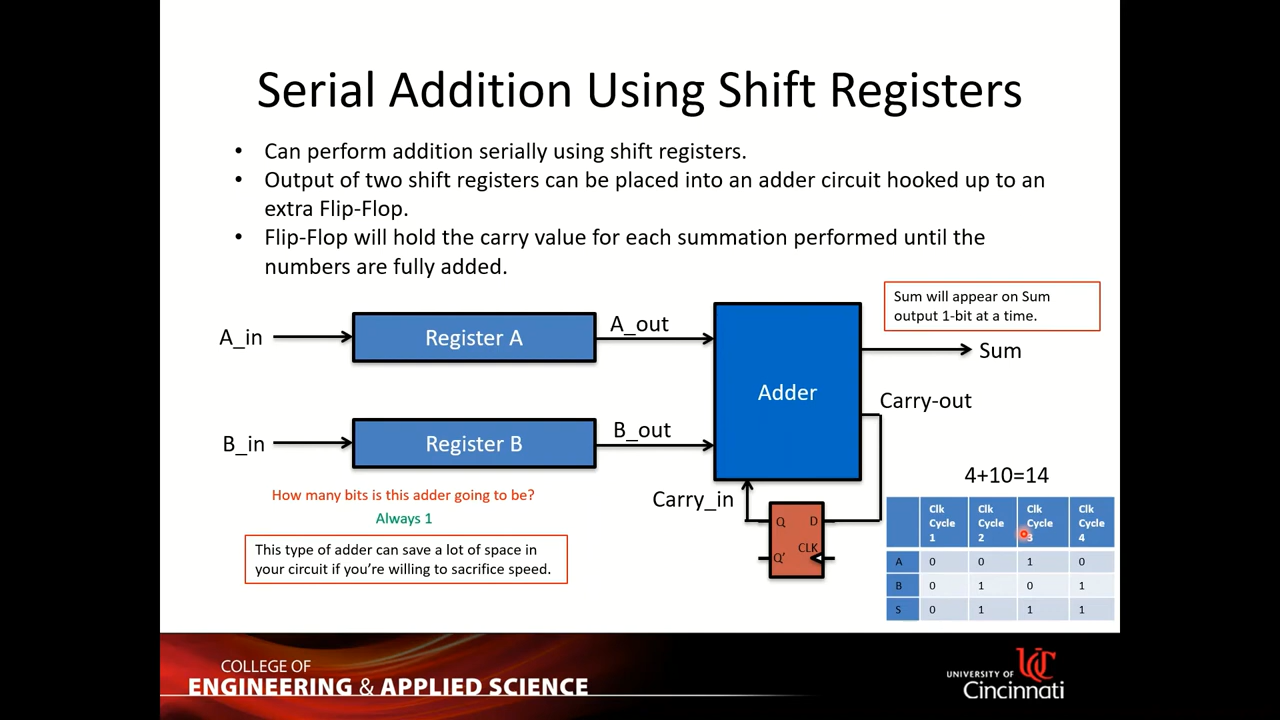 Serial Addition Using Shift Registers
• Can perform addition serially using shift registers.
• Output of two shift registers can be placed into an adder circuit hooked up to an
extra Flip-Flop.
• Flip-Flop will hold the carry value for each summation performed until the
numbers are fully added.
Sum will appear on Sum
output 1-bit at a time.
A_in
Register A
A_out
Adder
Sum
Carry-out
B_in
Register B
B_out
Carry_in
Q D
CLK
Q'
How many bits is this adder going to be?
Always 1
This type of adder can save a lot of space in
your circuit if you're willing to sacrifice speed.
4+10=14
Clk Clk Clk Clk
Cycle Cycle Cycle Cycle
1 2 3 4
A 0 0 1 0
B 0 1 0 1
S 0 1 1 1
COLLEGE OF
ENGINEERING & APPLIED SCIENCE
UC
UNIVERSITY OF
Cincinnati